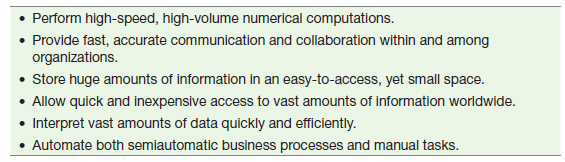 • Perform high-speed, high-volume numerical computations.
• Provide fast, accurate communication and collaboration within and among
organizations.
• Store huge amounts of information in an easy-to-access, yet small space.
• Allow quick and inexpensive access to vast amounts of information worldwide.
• Interpret vast amounts of data quickly and efficiently.
• Automate both semiautomatic business processes and manual tasks.